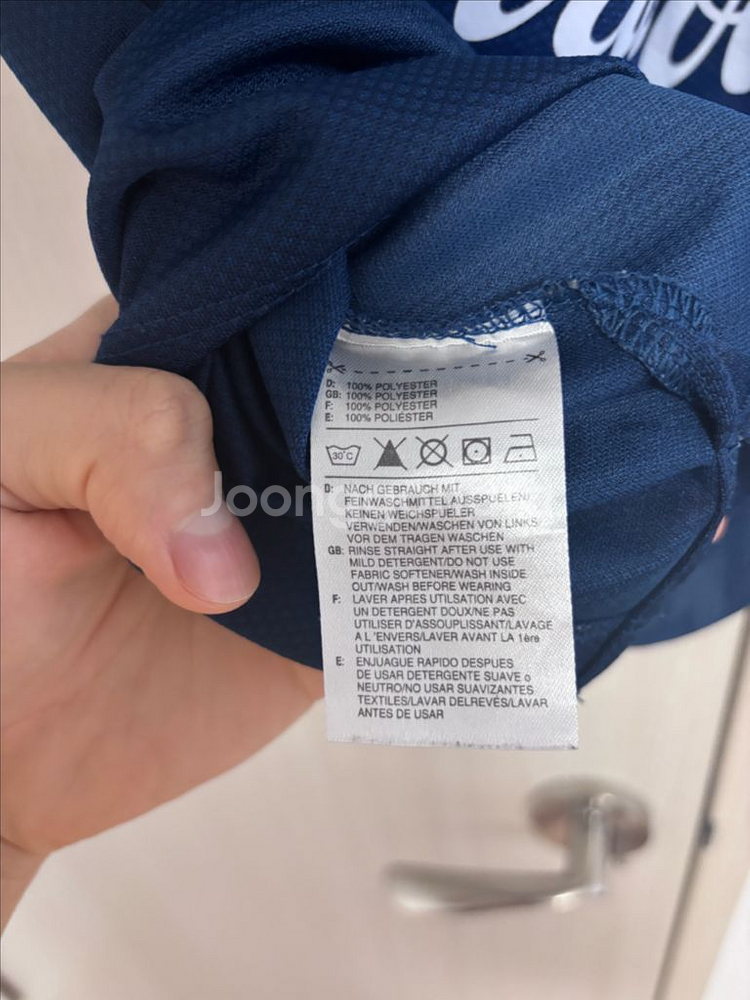 D: 100% POLYESTER
GB: 100% POLYESTER
F: 100% POLYESTER
E: 100% POLIÉSTER
30°C
D: NACH GEBRAUCH MIT
FEINWASCHMITTEL AUSSPUELEN/
KEINEN WEICHSPUELER
VERWENDEN/WASCHEN VON LINKS
VOR DEM TRAGEN WASCHEN
GB: RINSE STRAIGHT AFTER USE WITH
MILD DETERGENT/DO NOT USE
FABRIC SOFTENER/WASH INSIDE
OUT/WASH BEFORE WEARING
F: LAVER APRES UTILSATION AVEC
UN DETERGENT DOUX/NE PAS
UTILISER D'ASSOUPLISSANT/LAVAGE
A L'ENVERS/LAVER AVANT LA 1ère
UTILISATION
E: ENJUAGUE RAPIDO DESPUES
DE USAR DETERGENTE SUAVE o
NEUTRO/NO USAR SUAVIZANTES
TEXTILES/LAVAR DELREVÉS/LAVAR
ANTES DE USAR